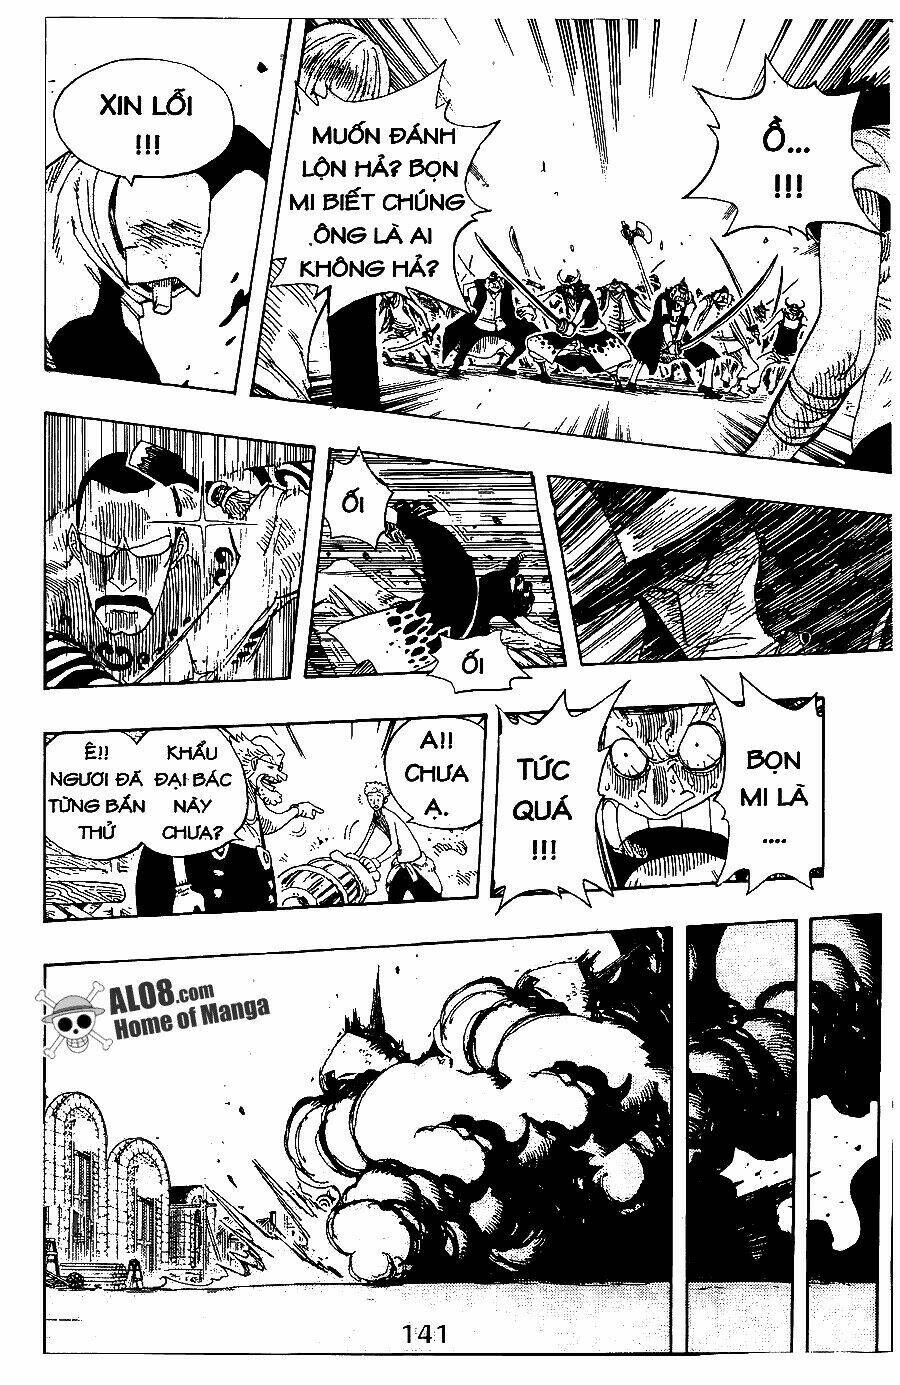 XIN LỖI
!!!
MUỐN ĐÁNH
LỘN HẢ? BỌN
MI BIẾT CHÚNG
ÔNG LÀ AI
KHÔNG HẢ?
Ồ...
!!!
ỐI
ỐI
Ê!!
NGƯƠI ĐÃ
TỪNG BẮN
THỬ
KHẨU
ĐẠI BÁC
NÀY
CHƯA?
A!!
CHƯA
Ạ.
TỨC
QUÁ
!!!
BỌN
MI LÀ
....
AL08.com
Home of Manga
141